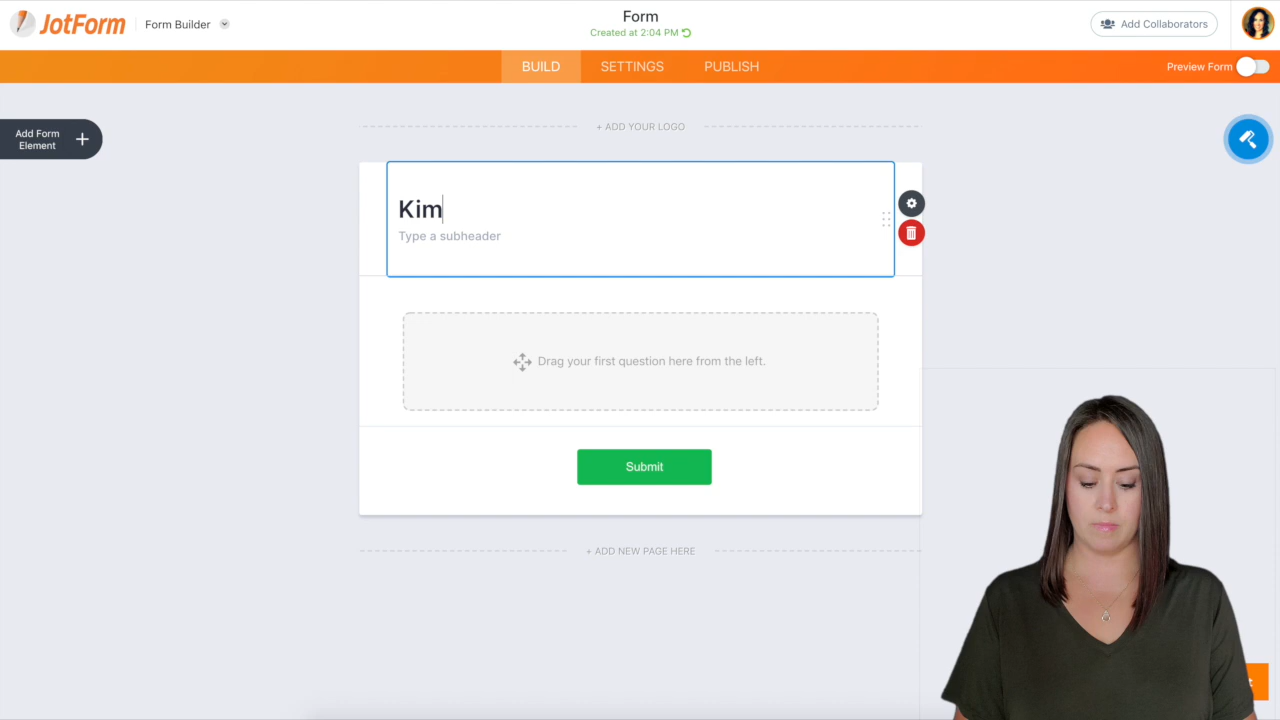 JotForm
Form Builder
Form
Created at 2:04 PM
Add Collaborators
BUILD
SETTINGS
PUBLISH
Preview Form
Add Form
Element
+ ADD YOUR LOGO
Kim
Type a subheader
Drag your first question here from the left.
Submit
+ ADD NEW PAGE HERE